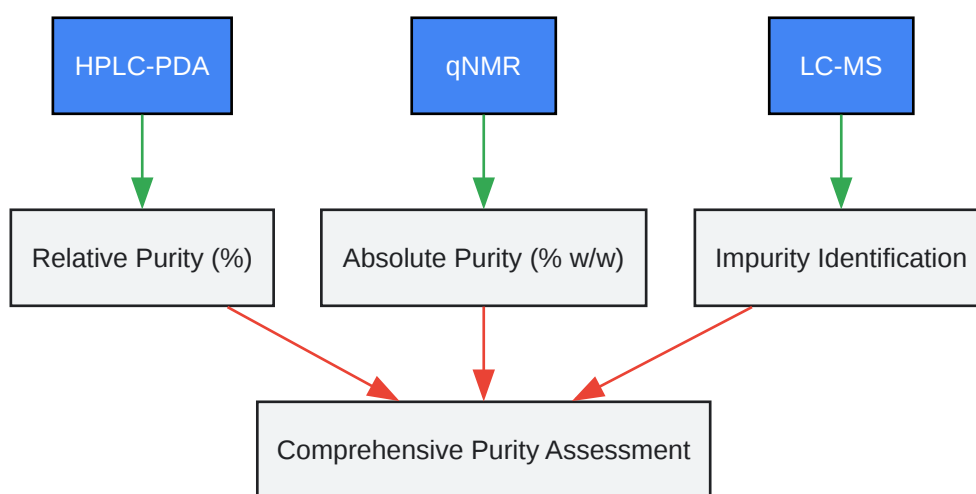 HPLC-PDA
qNMR
LC-MS
Relative Purity (%)
Absolute Purity (% w/w)
Impurity Identification
Comprehensive Purity Assessment